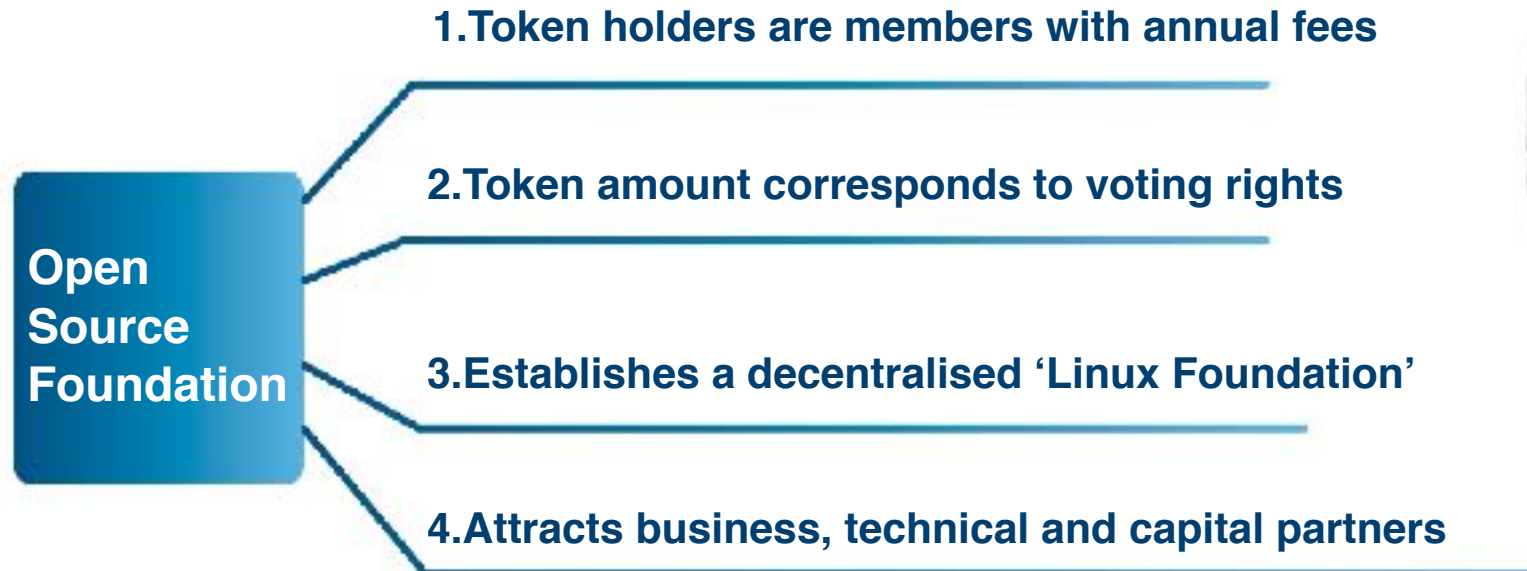 1.Token holders are members with annual fees
2.Token amount corresponds to voting rights
Open
Source
Foundation
3.Establishes a decentralised ‘Linux Foundation’
4.Attracts business, technical and capital partners